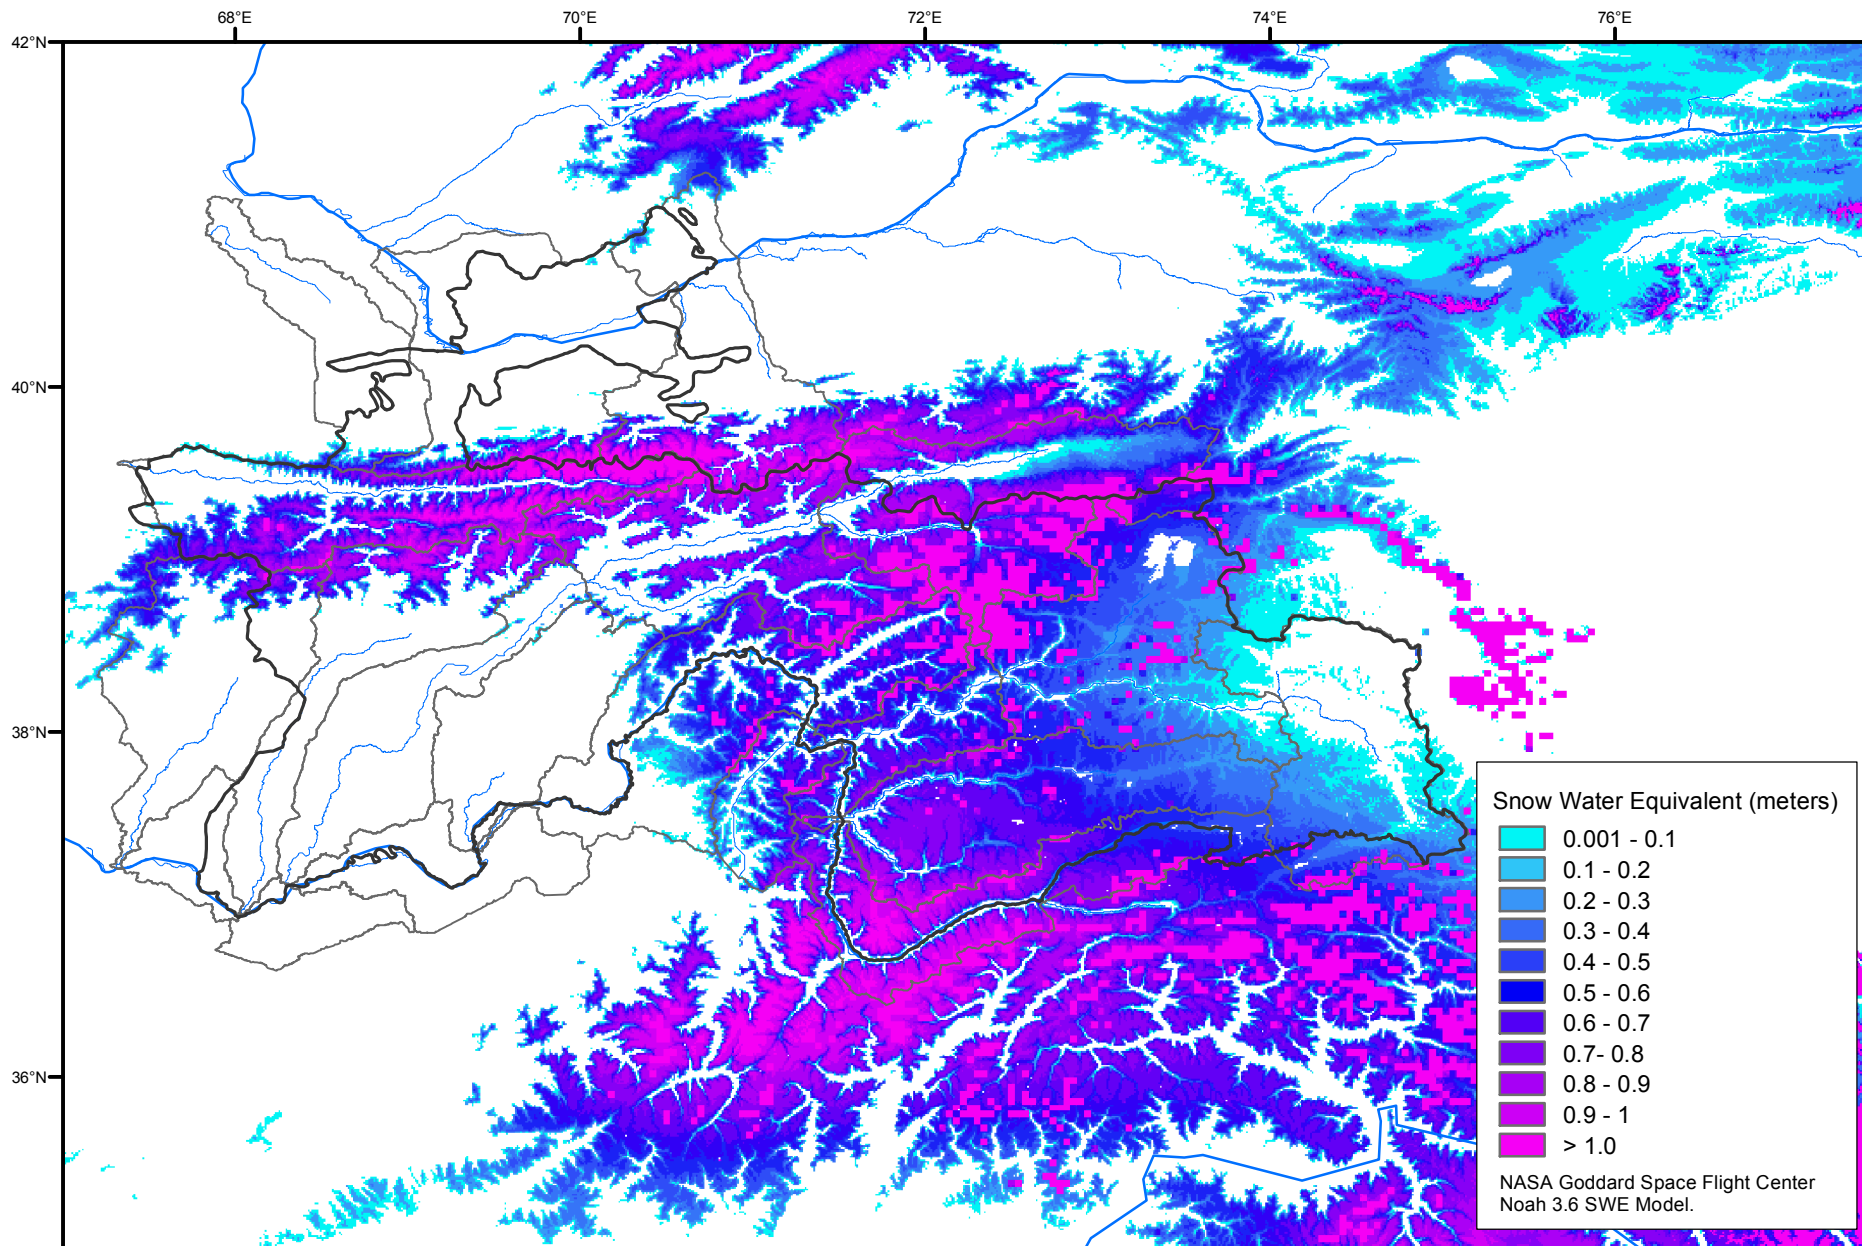 68°E 70°E 72°E 74°E 76°E
42°N
40°N
38°N
36°N
Snow Water Equivalent (meters)
0.001 - 0.1
0.1 - 0.2
0.2 - 0.3
0.3 - 0.4
0.4 - 0.5
0.5 - 0.6
0.6 - 0.7
0.7- 0.8
0.8 - 0.9
0.9 - 1
> 1.0
NASA Goddard Space Flight Center
Noah 3.6 SWE Model.